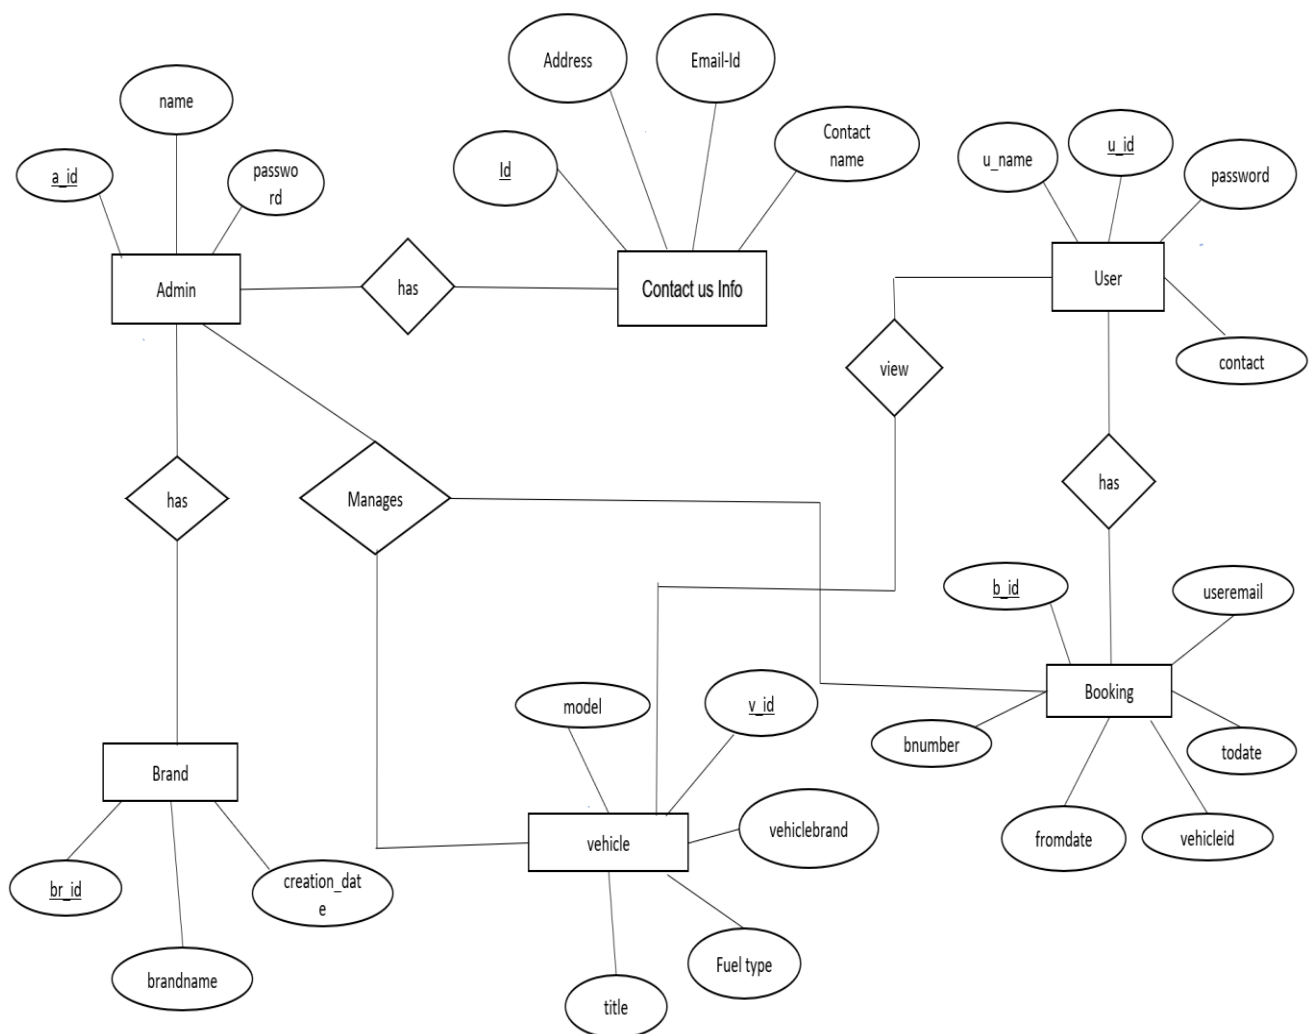 Address
Email-Id
name
Contact
name
Id
u_name
u_id
password
a_id
passwo
rd
Admin
has
Contact us Info
User
view
contact
has
Manages
has
b_id
useremail
model
v_id
Booking
bnumber
todate
Brand
vehicle
vehiclebrand
fromdate
vehicleid
br_id
creation_dat
e
brandname
Fuel type
title